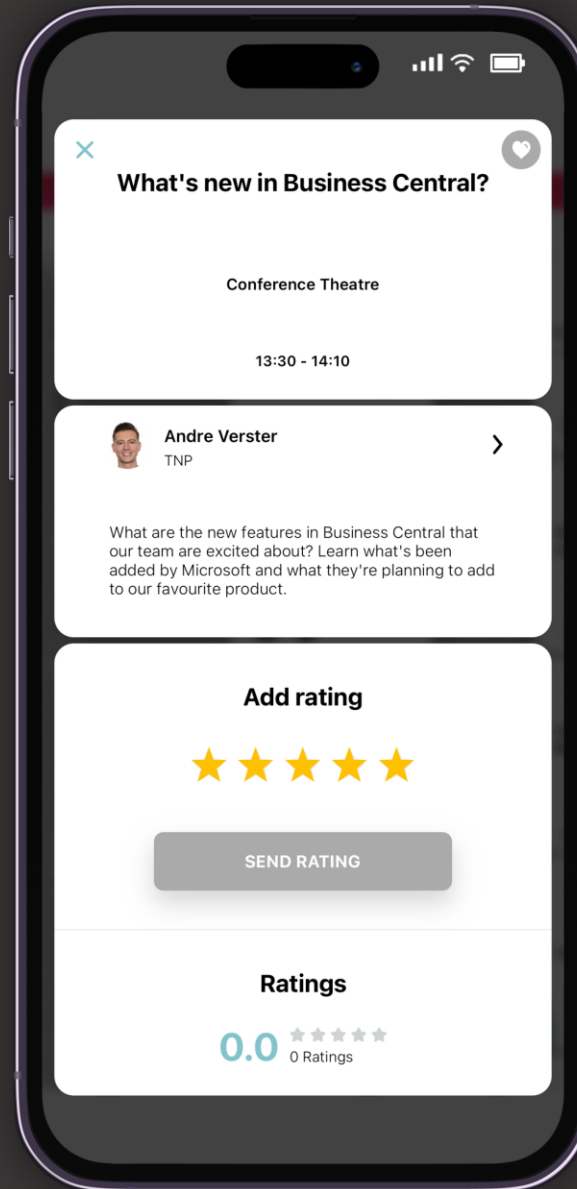 What's new in Business Central?
Conference Theatre
13:30 - 14:10
Andre Verster
TNP
What are the new features in Business Central that
our team are excited about? Learn what's been
added by Microsoft and what they're planning to add
to our favourite product.
Add rating
SEND RATING
Ratings
0.0
0 Ratings